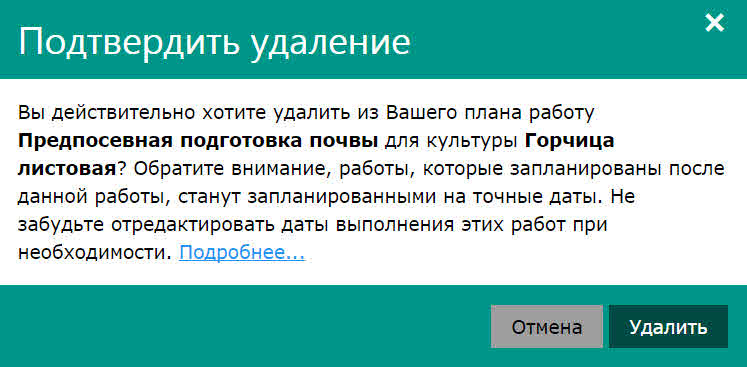 Подтвердить удаление
Вы действительно хотите удалить из Вашего плана работу
Предпосевная подготовка почвы для культуры Горчица
листовая? Обратите внимание, работы, которые запланированы после
данной работы, станут запланированными на точные даты. Не
забудьте отредактировать даты выполнения этих работ при
необходимости. Подробнее...
Отмена Удалить